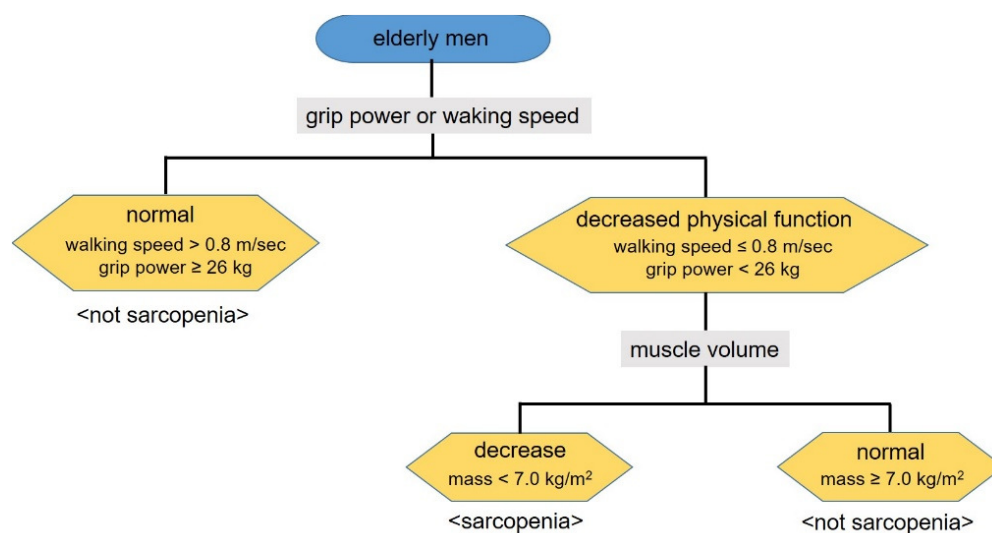 elderly men
grip power or waking speed
normal
walking speed > 0.8 m/sec
grip power ≥ 26 kg
<not sarcopenia>
decreased physical function
walking speed ≤ 0.8 m/sec
grip power < 26 kg
muscle volume
decrease
mass < 7.0 kg/m²
<sarcopenia>
normal
mass ≥ 7.0 kg/m²
<not sarcopenia>